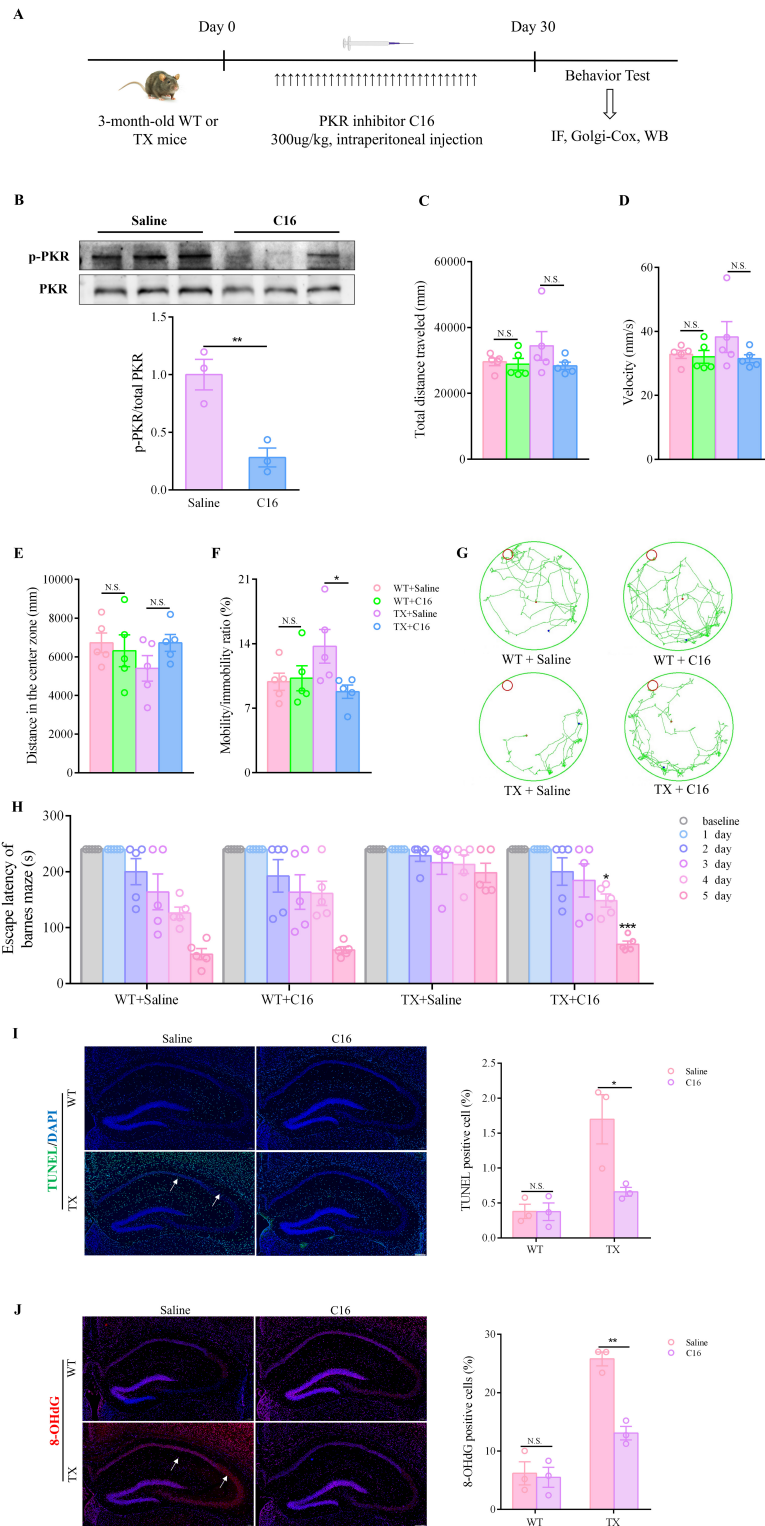 A
Day 0
Day 30
3-month-old WT or
TX mice
PKR inhibitor C16
300ug/kg, intraperitoneal injection
Behavior Test
IF, Golgi-Cox, WB
B
Saline
C16
p-PKR
PKR
p-PKR/total PKR
1.5
1.0
0.5
0.0
**
Saline
C16
C
Total distance traveled (mm)
60000
40000
20000
0
N.S.
N.S.
D
Velocity (mm/s)
60
40
20
0
N.S.
N.S.
E
Distance in the center zone (mm)
10000
8000
6000
4000
2000
0
N.S.
N.S.
F
Mobility/immobility ratio (%)
21
14
7
0
N.S.
*
WT+Saline
WT+C16
TX+Saline
TX+C16
G
WT + Saline
WT + C16
TX + Saline
TX + C16
H
Escape latency of
barnes maze (s)
300
200
100
0
*
***
WT+Saline
WT+C16
TX+Saline
TX+C16
baseline
1 day
2 day
3 day
4 day
5 day
I
Saline
C16
TUNEL/DAPI
WT
TX
TUNEL positive cell (%)
2.5
2.0
1.5
1.0
0.5
0.0
N.S.
*
WT
TX
Saline
C16
J
Saline
C16
8-OHdG
WT
TX
8-OHdG positive cells (%)
30
20
10
0
N.S.
**
WT
TX
Saline
C16